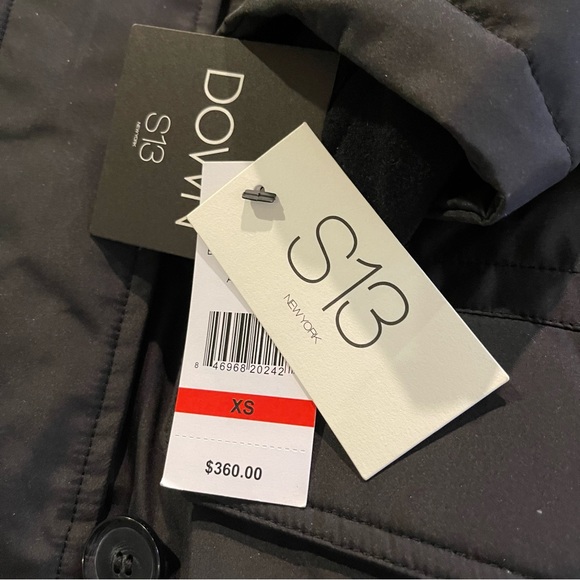 DOWN
S13
NEW YORK
S13
NEW YORK
8 46968 20242
XS
$360.00